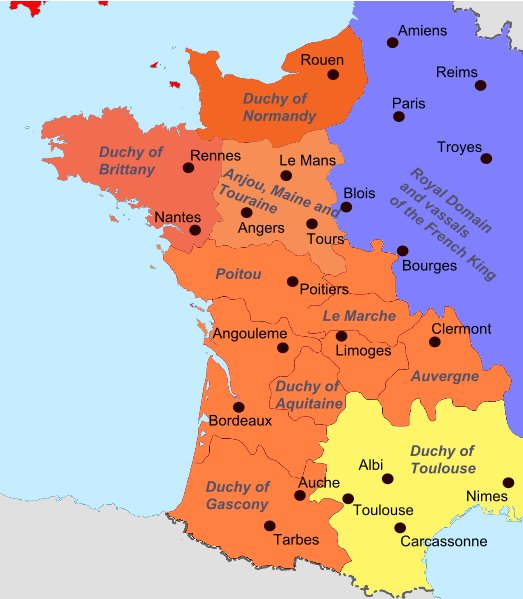 Amiens
Rouen
Reims
Duchy of
Normandy
Paris
Troyes
Duchy of
Brittany
Rennes
Le Mans
Anjou, Maine and
Touraine
Royal Domain
and vassals
of the French King
Blois
Nantes
Angers
Tours
Bourges
Poitou
Poitiers
Le Marche
Angouleme
Clermont
Limoges
Auvergne
Duchy of
Aquitaine
Bordeaux
Duchy of
Toulouse
Albi
Auche
Duchy of
Gascony
Nimes
Toulouse
Tarbes
Carcassonne